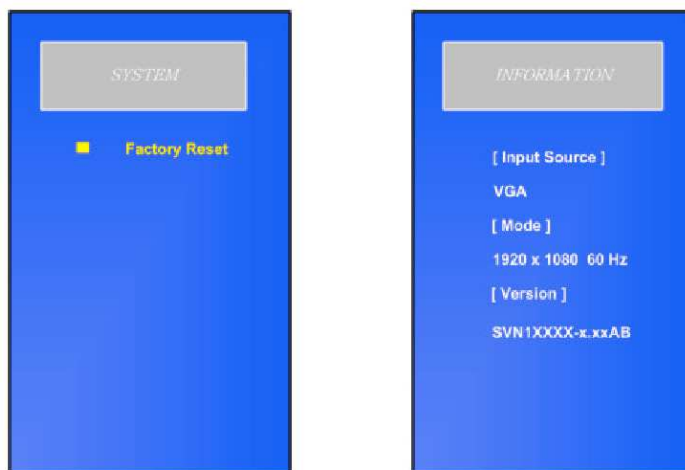 SYSTEM
Factory Reset
INFORMATION
[ Input Source ]
VGA
[ Mode ]
1920 x 1080 60 Hz
[ Version ]
SVN1XXXX-x.xxAB